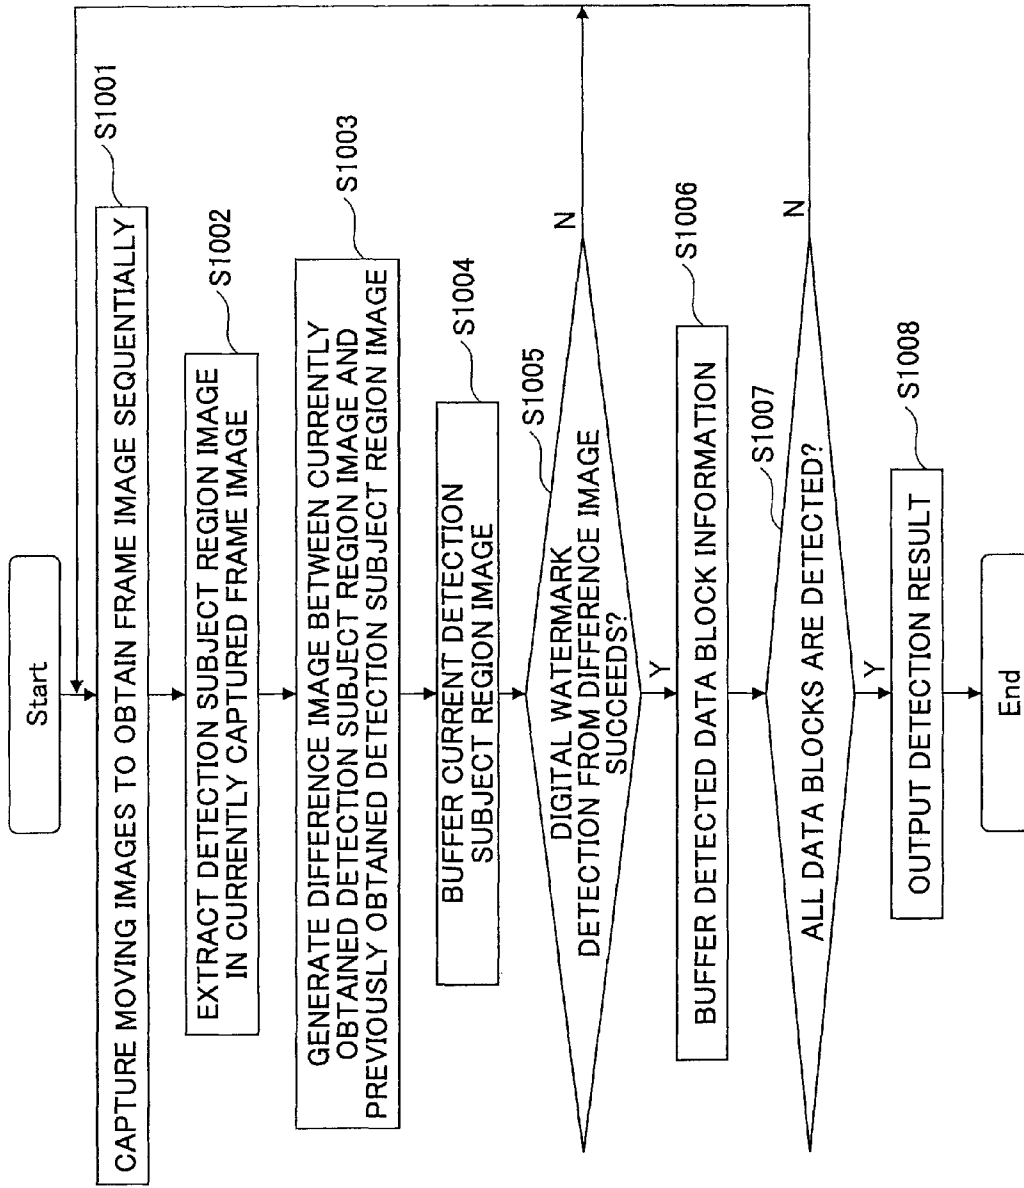 Start
CAPTURE MOVING IMAGES TO OBTAIN FRAME IMAGE SEQUENTIALLY
S1001
EXTRACT DETECTION SUBJECT REGION IMAGE
IN CURRENTLY CAPTURED FRAME IMAGE
S1002
GENERATE DIFFERENCE IMAGE BETWEEN CURRENTLY
OBTAINED DETECTION SUBJECT REGION IMAGE AND
PREVIOUSLY OBTAINED DETECTION SUBJECT REGION IMAGE
S1003
BUFFER CURRENT DETECTION
SUBJECT REGION IMAGE
S1004
DIGITAL WATERMARK
DETECTION FROM DIFFERENCE IMAGE
SUCCEEDS?
S1005
N
Y
BUFFER DETECTED DATA BLOCK INFORMATION
S1006
ALL DATA BLOCKS ARE DETECTED?
S1007
N
Y
OUTPUT DETECTION RESULT
S1008
End